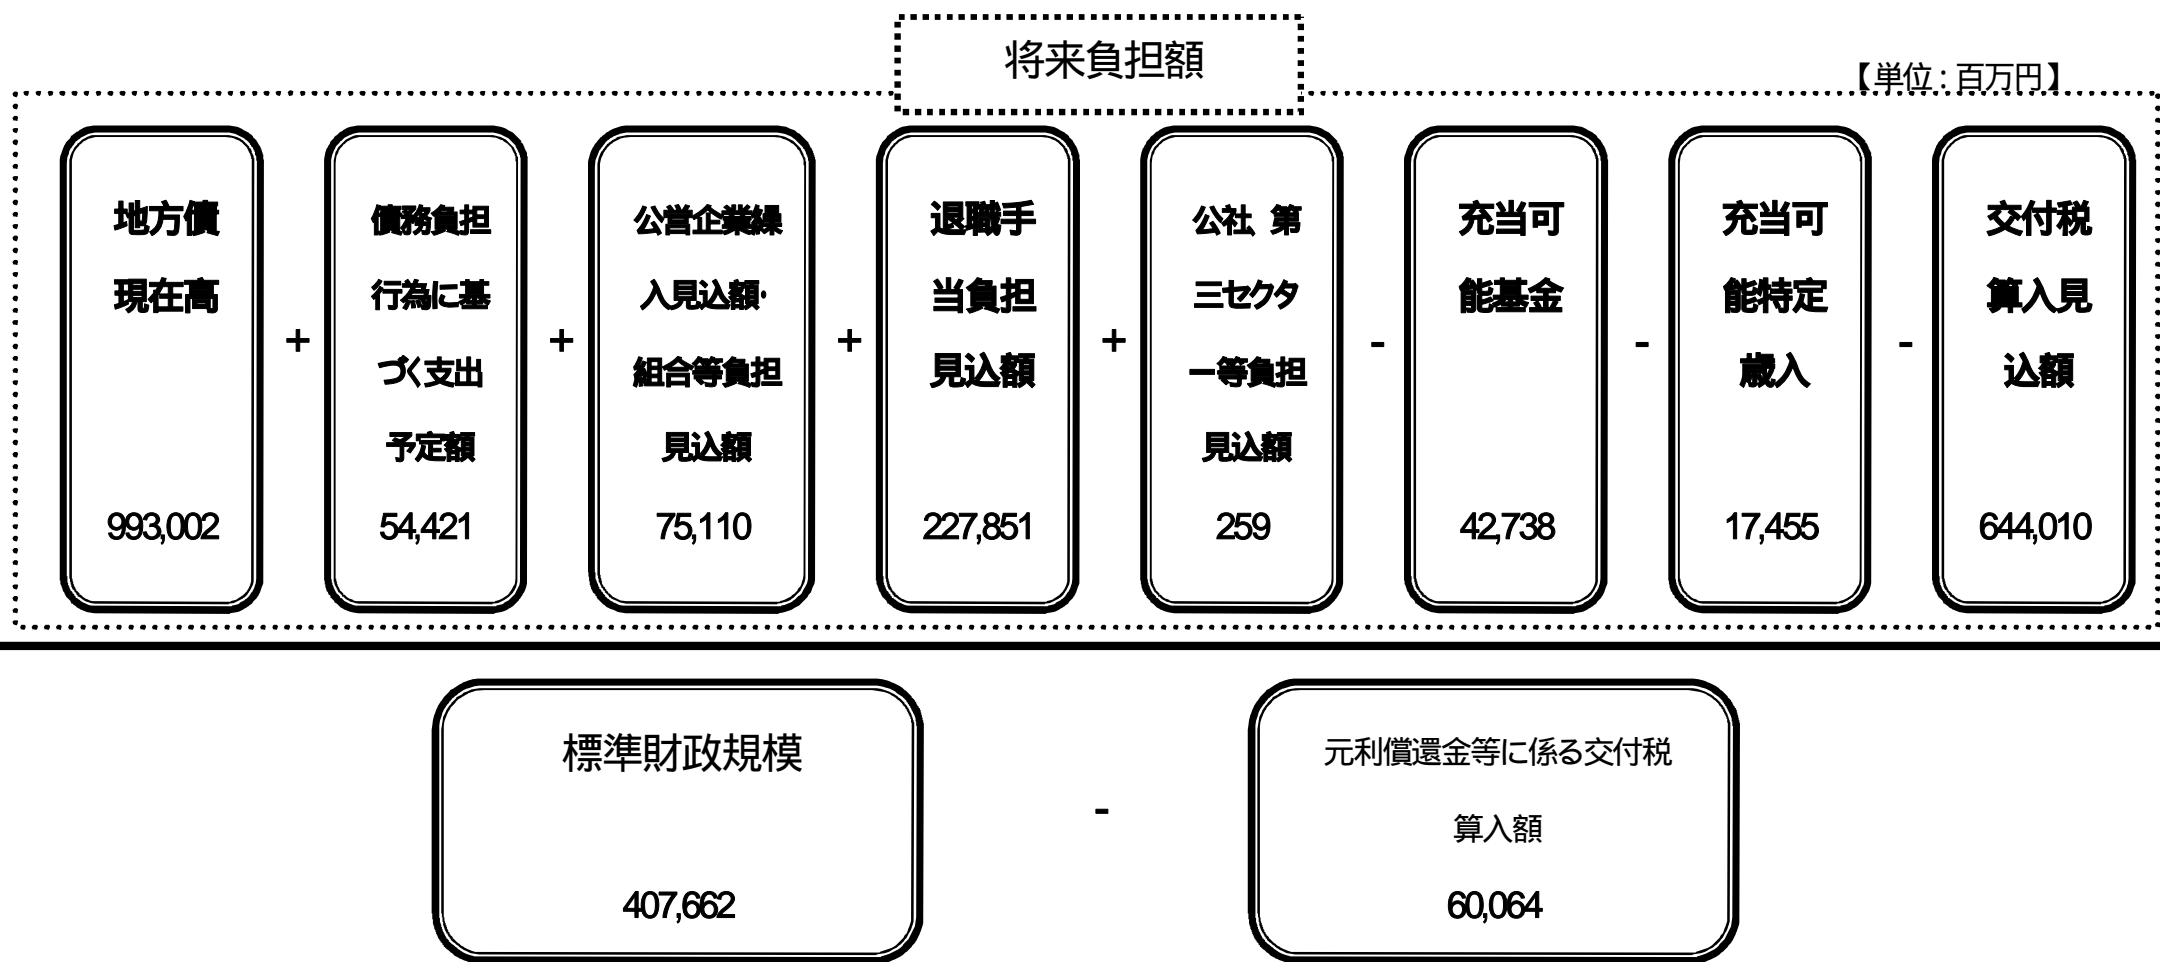 将来負担額
【単位:百万円】
地方債
現在高
993,002
+
債務負担
行為に基
づく支出
予定額
54,421
+
公営企業繰
入見込額・
組合等負担
見込額
75,110
+
退職手
当負担
見込額
227,851
+
公社、第
三セクタ
ー等負担
見込額
259
-
充当可
能基金
42,738
-
充当可
能特定
歳入
17,455
-
交付税
算入見
込額
644,010
標準財政規模
407,662
-
元利償還金等に係る交付税
算入額
60,064